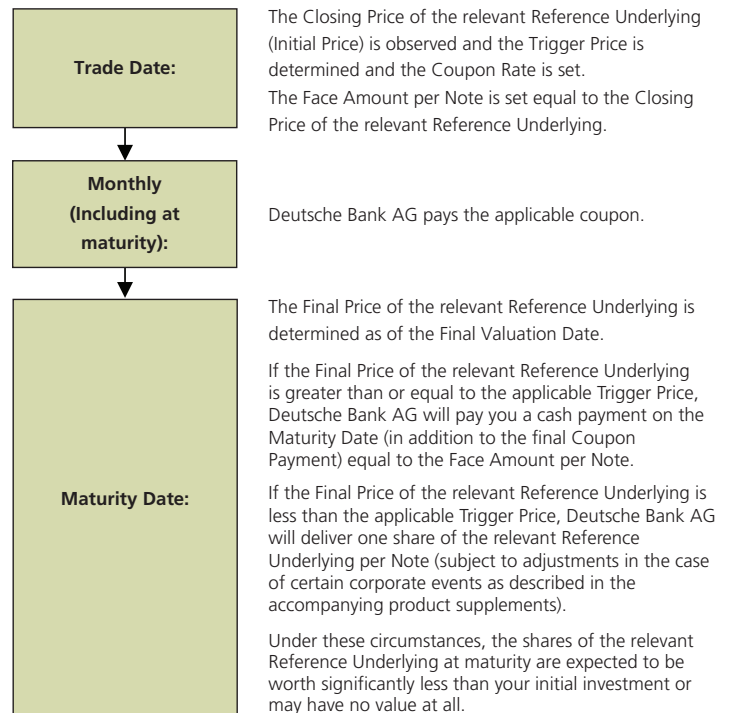 Trade Date:
The Closing Price of the relevant Reference Underlying
(Initial Price) is observed and the Trigger Price is
determined and the Coupon Rate is set.
The Face Amount per Note is set equal to the Closing
Price of the relevant Reference Underlying.
Monthly
(Including at
maturity):
Deutsche Bank AG pays the applicable coupon.
Maturity Date:
The Final Price of the relevant Reference Underlying is
determined as of the Final Valuation Date.
If the Final Price of the relevant Reference Underlying
is greater than or equal to the applicable Trigger Price,
Deutsche Bank AG will pay you a cash payment on the
Maturity Date (in addition to the final Coupon
Payment) equal to the Face Amount per Note.
If the Final Price of the relevant Reference Underlying is
less than the applicable Trigger Price, Deutsche Bank AG
will deliver one share of the relevant Reference
Underlying per Note (subject to adjustments in the case
of certain corporate events as described in the
accompanying product supplements).
Under these circumstances, the shares of the relevant
Reference Underlying at maturity are expected to be
worth significantly less than your initial investment or
may have no value at all.